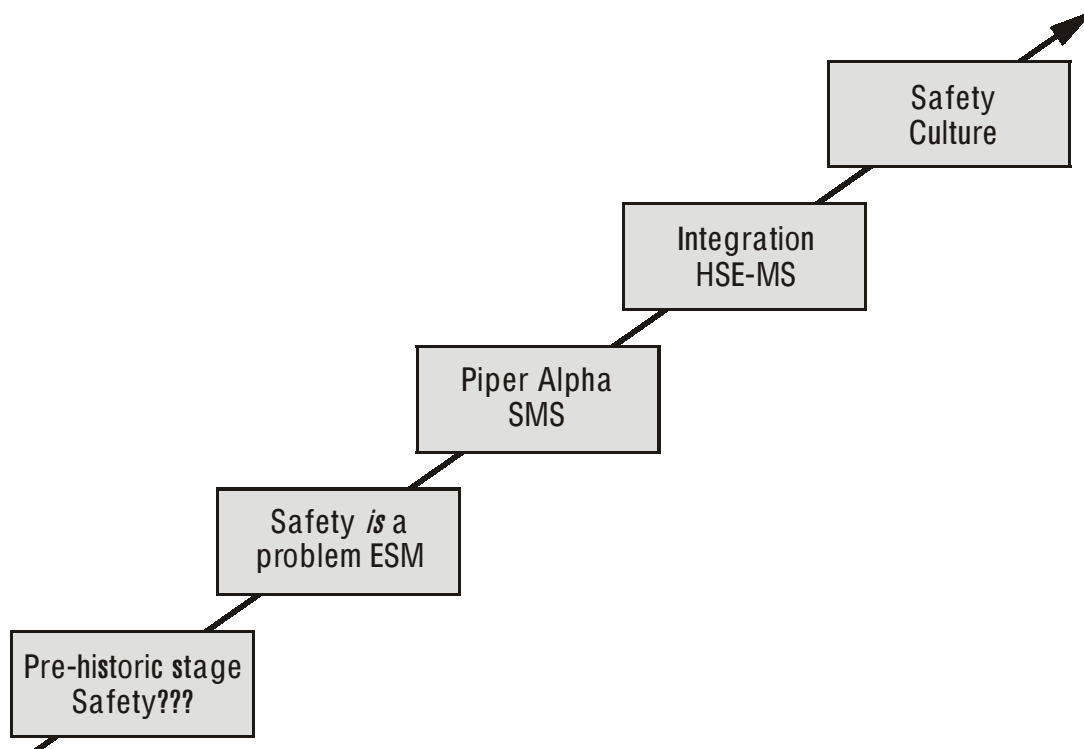 Safety
Culture
Integration
HSE-MS
Piper Alpha
SMS
Safety is a
problem ESM
Pre-historic stage
Safety???